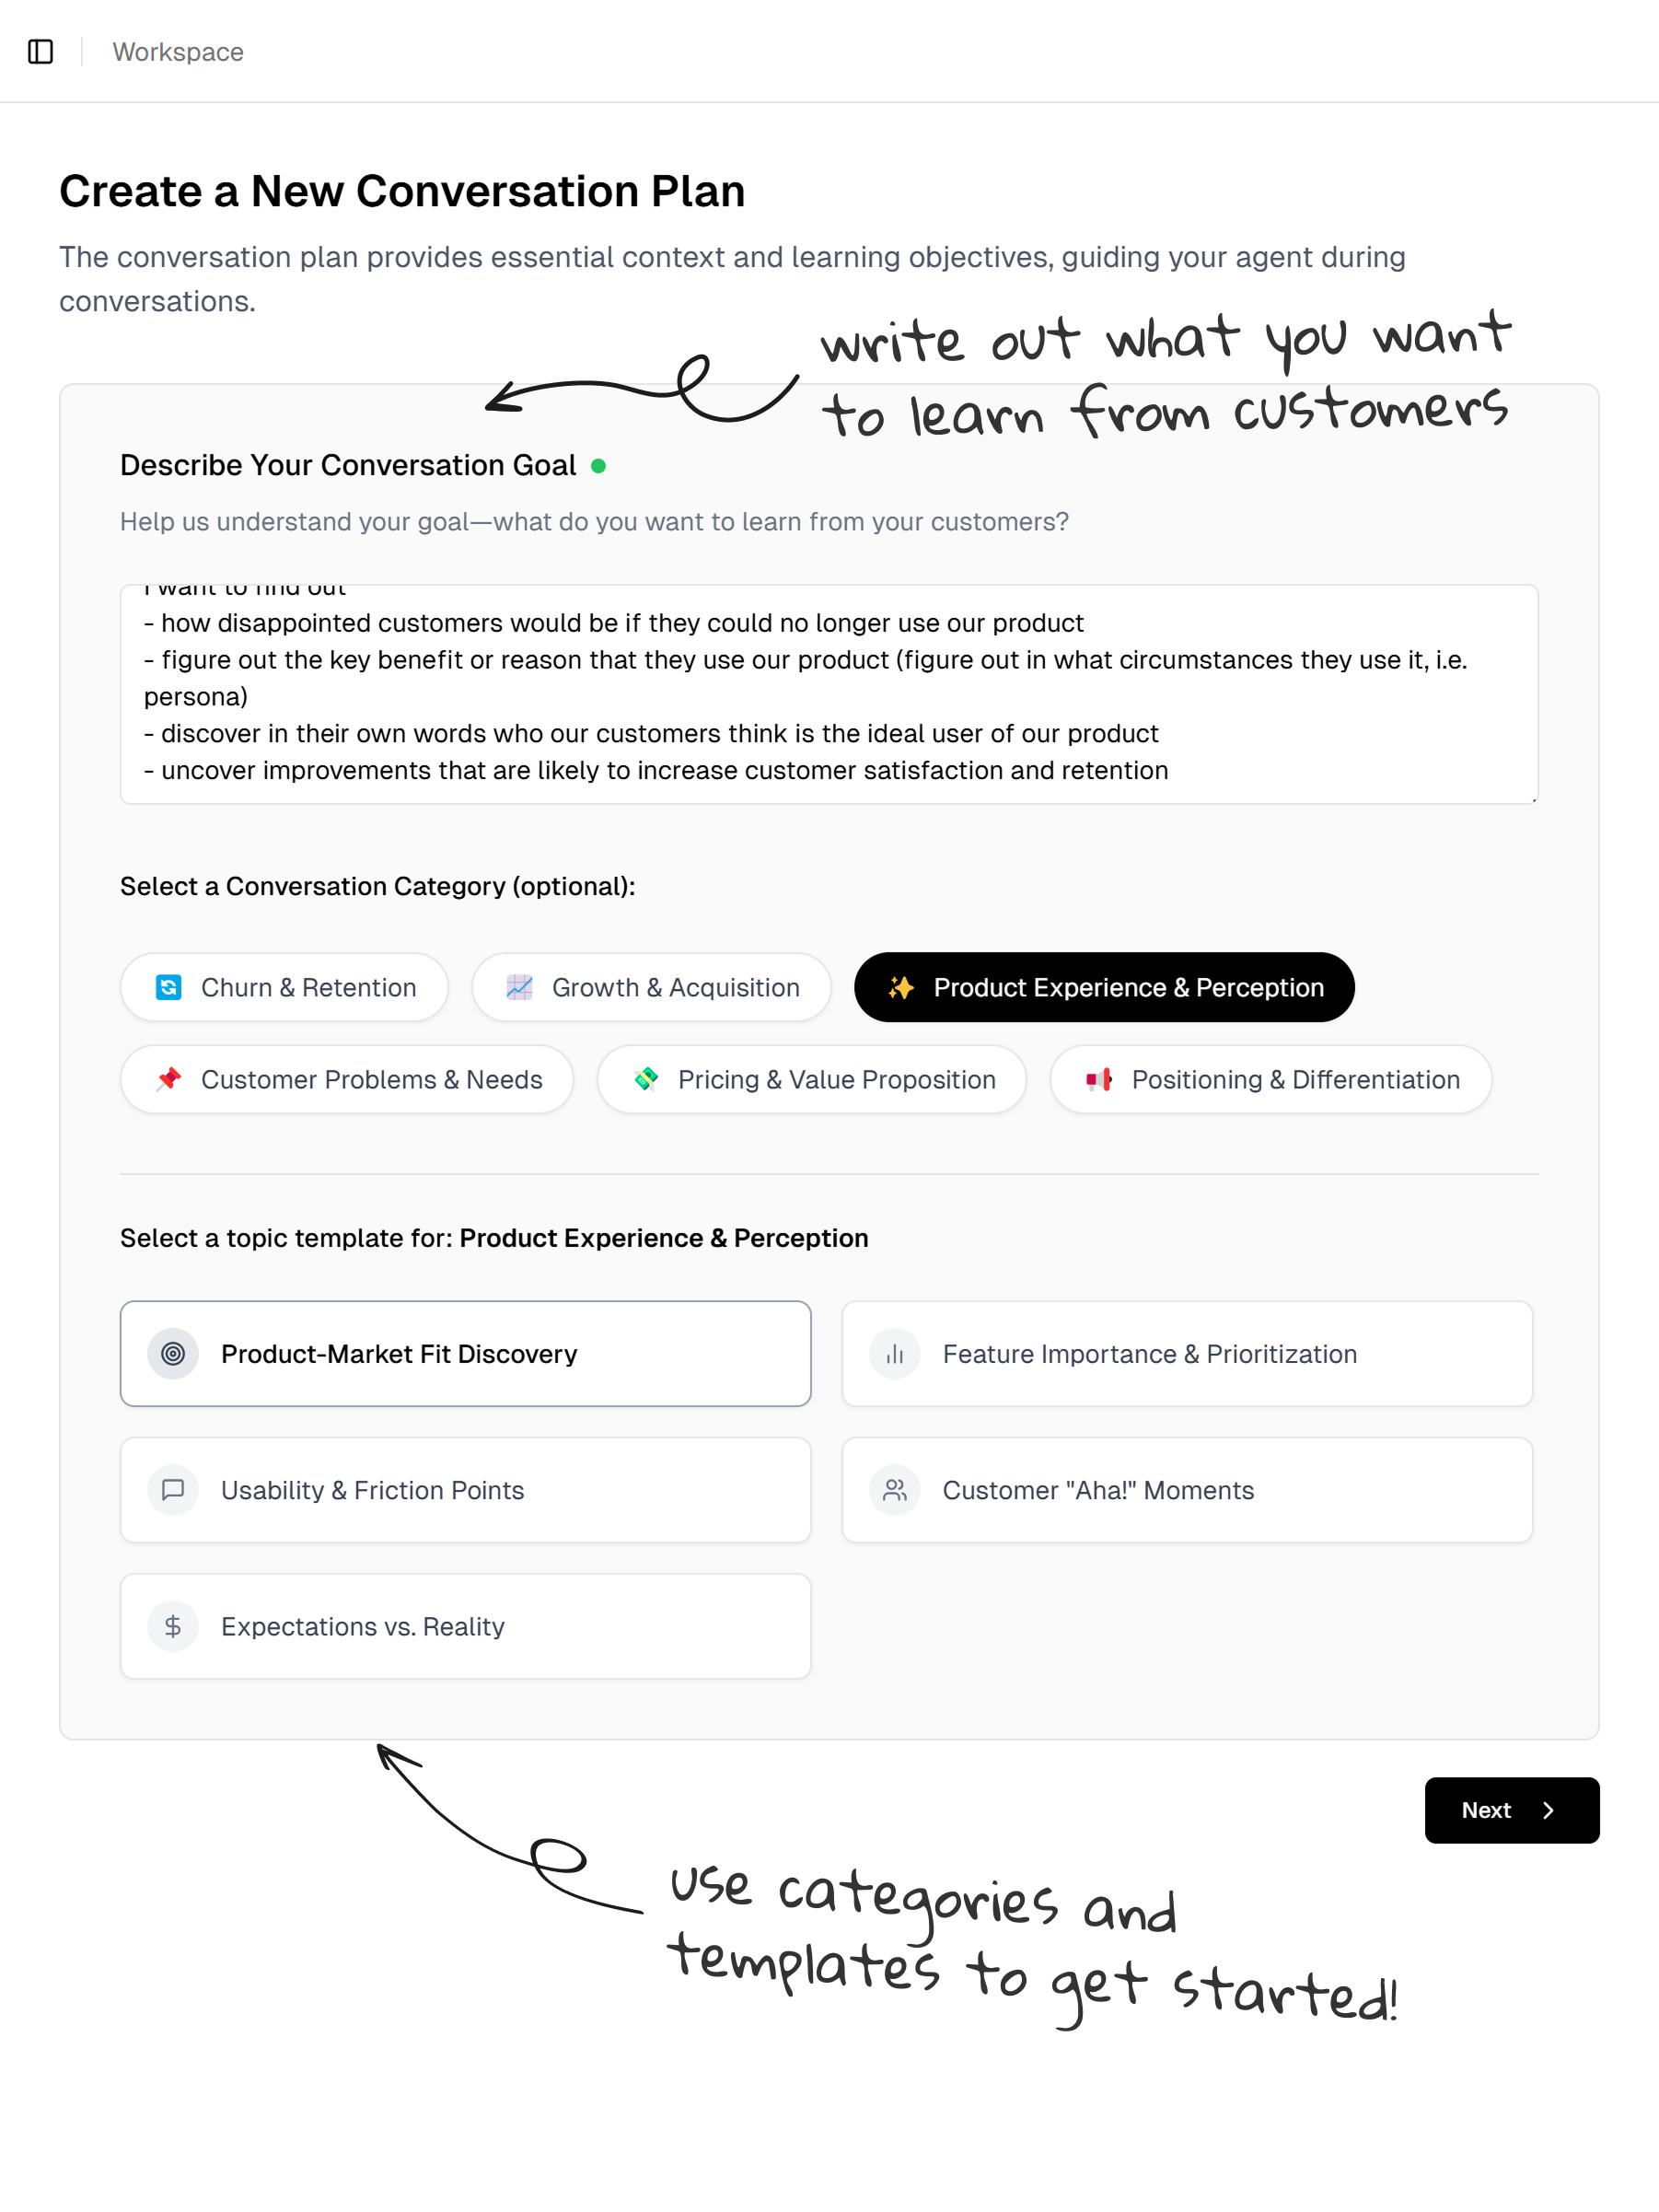 Workspace
Create a New Conversation Plan
The conversation plan provides essential context and learning objectives, guiding your agent during
conversations.
write out what you want
to learn from customers
Describe Your Conversation Goal
Help us understand your goal—what do you want to learn from your customers?
I want to find out
- how disappointed customers would be if they could no longer use our product
- figure out the key benefit or reason that they use our product (figure out in what circumstances they use it, i.e.
persona)
- discover in their own words who our customers think is the ideal user of our product
- uncover improvements that are likely to increase customer satisfaction and retention
Select a Conversation Category (optional):
Churn & Retention
Growth & Acquisition
Product Experience & Perception
Customer Problems & Needs
Pricing & Value Proposition
Positioning & Differentiation
Select a topic template for: Product Experience & Perception
Product-Market Fit Discovery
Feature Importance & Prioritization
Usability & Friction Points
Customer "Aha!" Moments
Expectations vs. Reality
Next
use categories and
templates to get started!